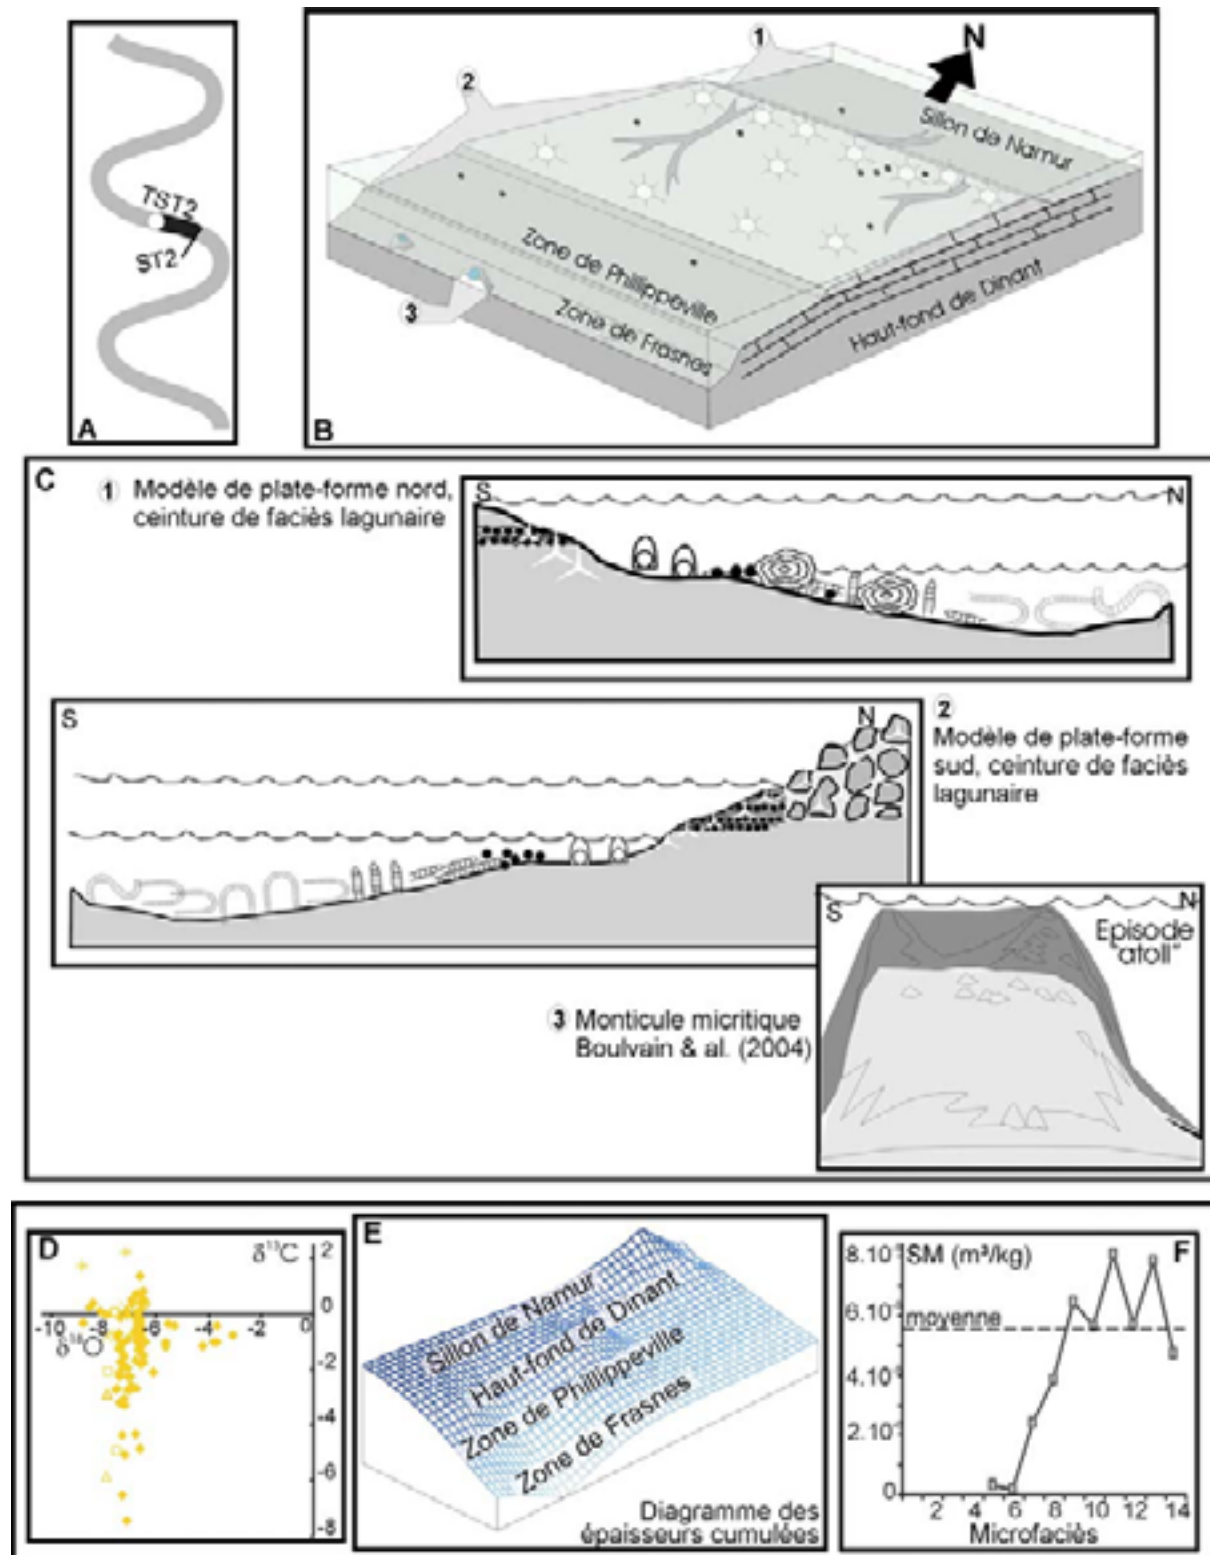 A
TST2
ST2
B
1
2
3
N
Sillon de Namur
Zone de Phillippeville
Zone de Frasnes
Haut-fond de Dinant
C
1 Modèle de plate-forme nord,
ceinture de faciès lagunaire
S
N
S
N
2
Modèle de plate-forme
sud, ceinture de faciès
lagunaire
S
N
Episode
"atoll"
3 Monticule micritique
Boulvain & al. (2004)
D
δ¹³C
2
0
-10 -8 -6 -4 -2 0
δ¹⁸O
-2
-4
-6
-8
E
Sillon de Namur
Haut-fond de Dinant
Zone de Phillippeville
Zone de Frasnes
Diagramme des
épaisseurs cumulées
F
SM (m³/kg)
moyenne
0
2 4 6 8 10 12 14
Microfaciès